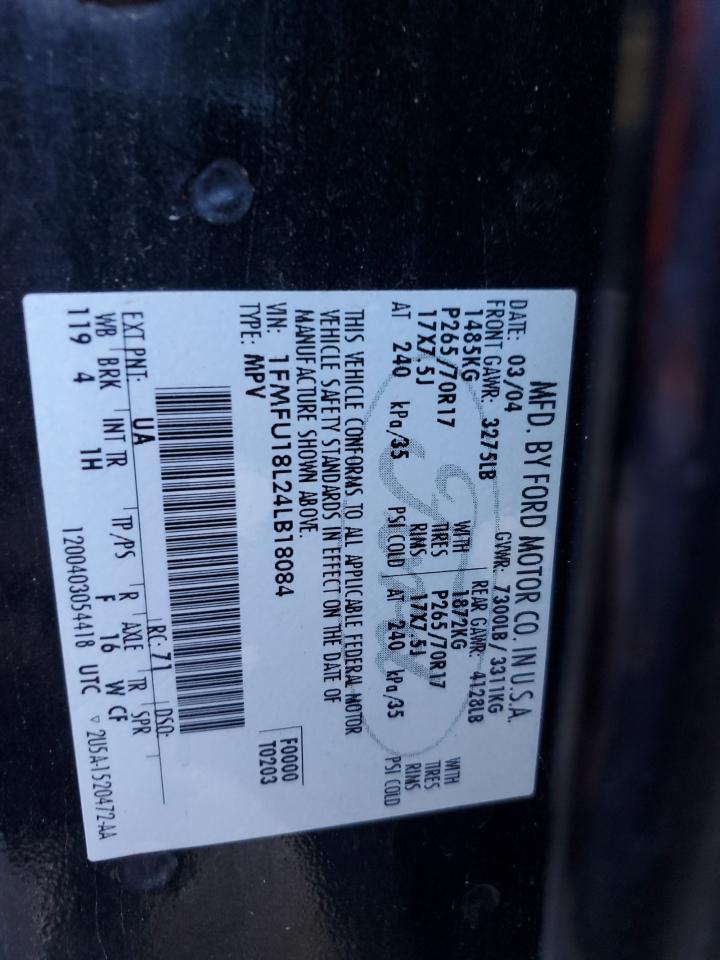 MFD. BY FORD MOTOR CO. IN U.S.A.
DATE: 03/04 GVWR: 7300LB/3311KG
FRONT GAWR: 3275LB REAR GAWR: 4128LB
1485KG WITH 1872KG WITH
P265/70R17 TIRES P265/70R17 TIRES
17X7.5J RIMS 17X7.5J RIMS
AT 240 kPa/35 PSI COLD AT 240 kPa/35 PSI COLD
THIS VEHICLE CONFORMS TO ALL APPLICABLE FEDERAL MOTOR
VEHICLE SAFETY STANDARDS IN EFFECT ON THE DATE OF
MANUFACTURE SHOWN ABOVE.
VIN: 1FMFU18L24LB18084 F0000
TYPE: MPV T0203
EXT PNT: UA RC: 71 DSO:
WB BRK INT TR TP/PS R AXLE TR SPR
119 4 1H F 16 W CF
1200403054418 UTC ▽ 2U5A-1520472-AA
Ford